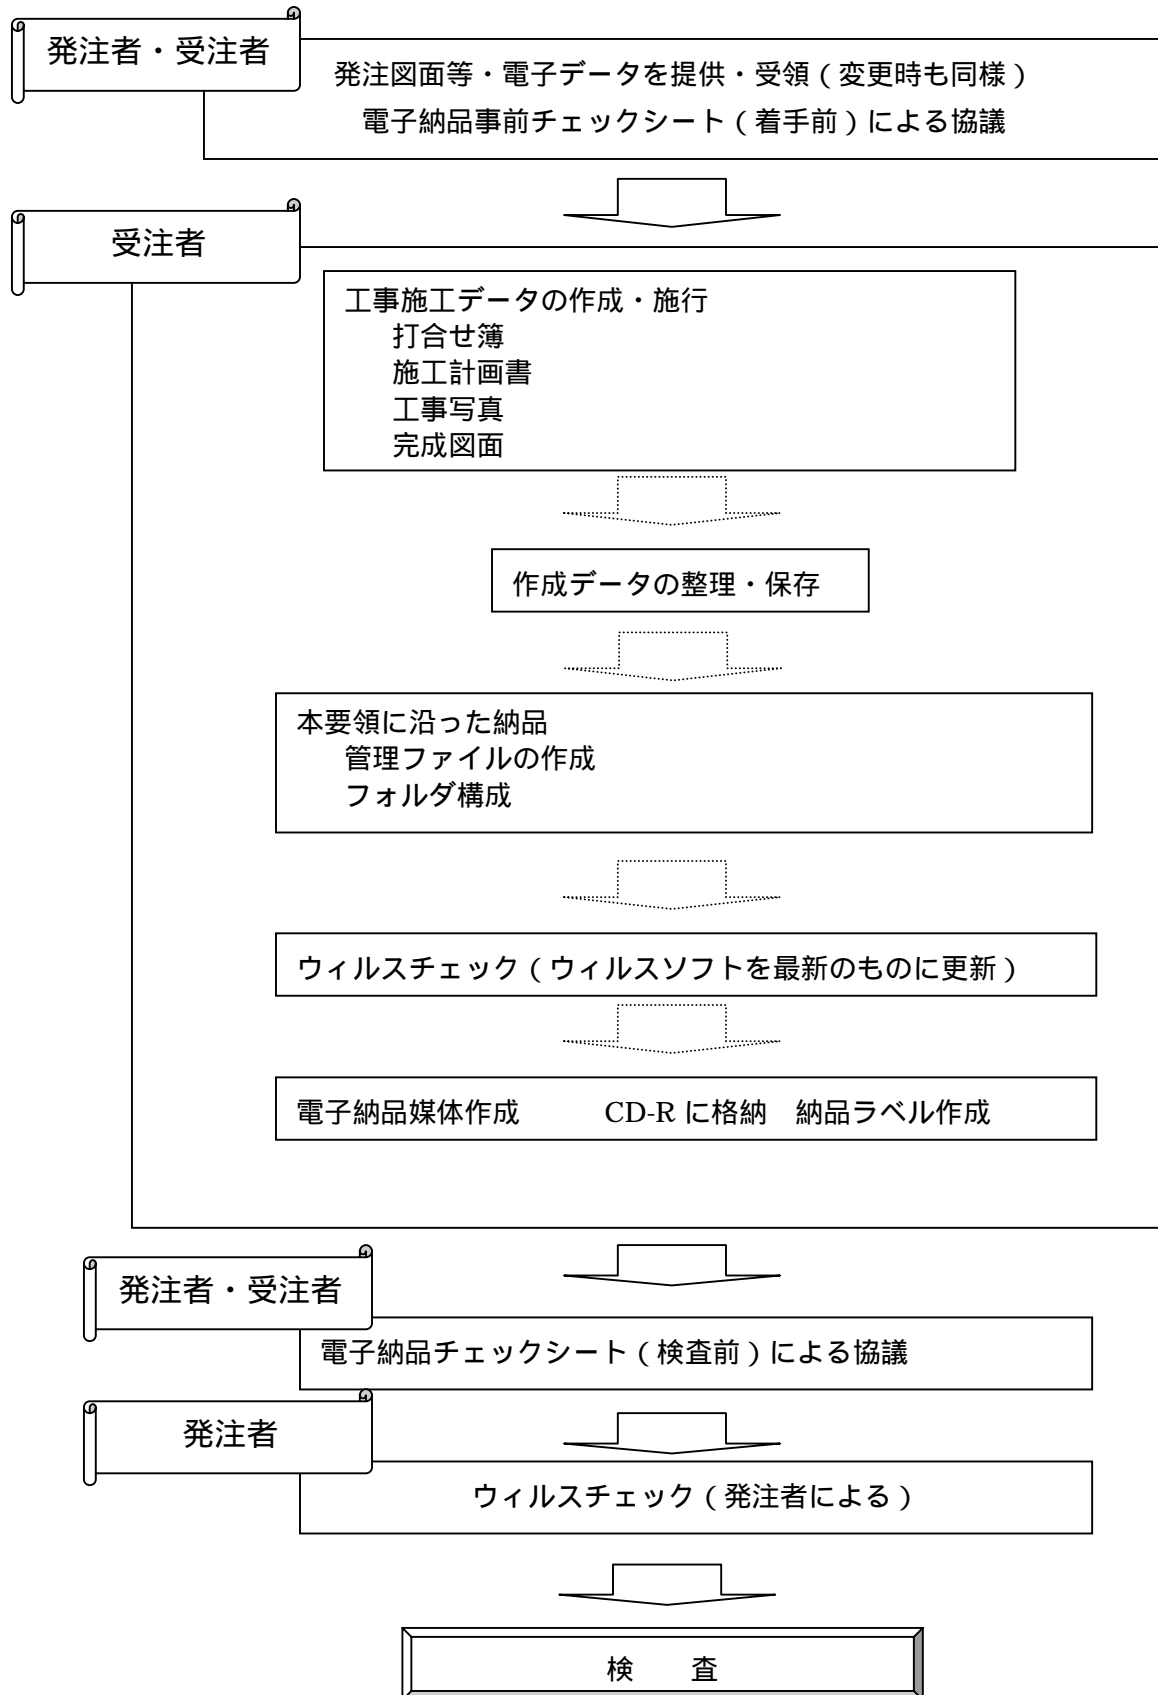 発注者・受注者
発注図面等・電子データを提供・受領（変更時も同様）
電子納品事前チェックシート（着手前）による協議
受注者
工事施工データの作成・施行
打合せ簿
施工計画書
工事写真
完成図面
作成データの整理・保存
本要領に沿った納品
管理ファイルの作成
フォルダ構成
ウィルスチェック（ウィルスソフトを最新のものに更新）
電子納品媒体作成　　　CD-R に格納　納品ラベル作成
発注者・受注者
電子納品チェックシート（検査前）による協議
発注者
ウィルスチェック（発注者による）
検　　査